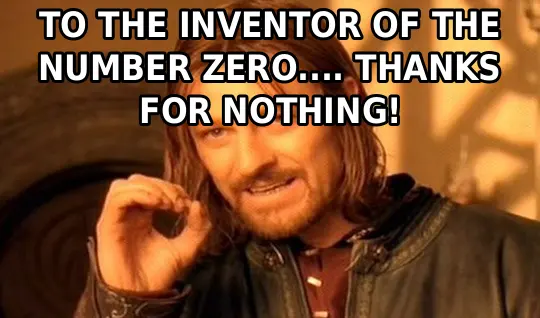 TO THE INVENTOR OF THE
NUMBER ZERO.... THANKS
FOR NOTHING!